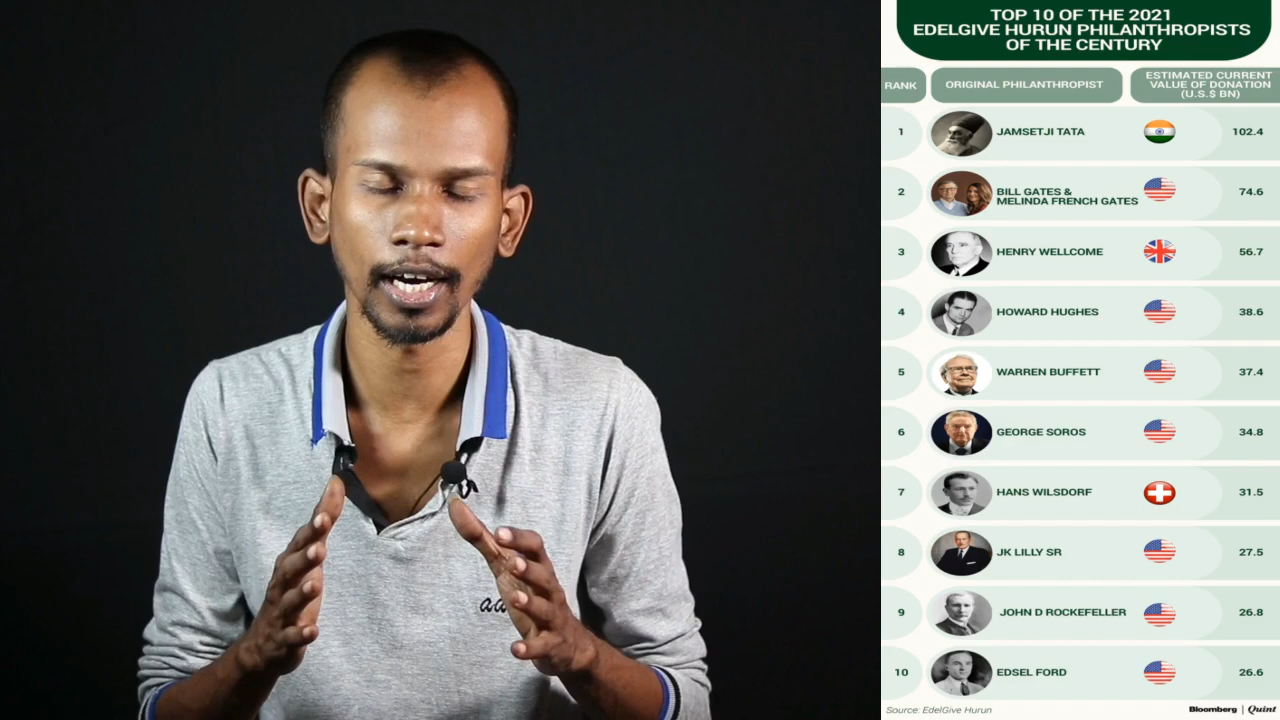 TOP 10 OF THE 2021
EDELGIVE HURUN PHILANTHROPISTS
OF THE CENTURY
RANK ORIGINAL PHILANTHROPIST ESTIMATED CURRENT
VALUE OF DONATION
(U.S.$ BN)
1 JAMSETJI TATA 102.4
2 BILL GATES &
MELINDA FRENCH GATES 74.6
3 HENRY WELLCOME 56.7
4 HOWARD HUGHES 38.6
5 WARREN BUFFETT 37.4
6 GEORGE SOROS 34.8
7 HANS WILSDORF 31.5
8 JK LILLY SR 27.5
9 JOHN D ROCKEFELLER 26.8
10 EDSEL FORD 26.6
Source: EdelGive Hurun
Bloomberg | Quint